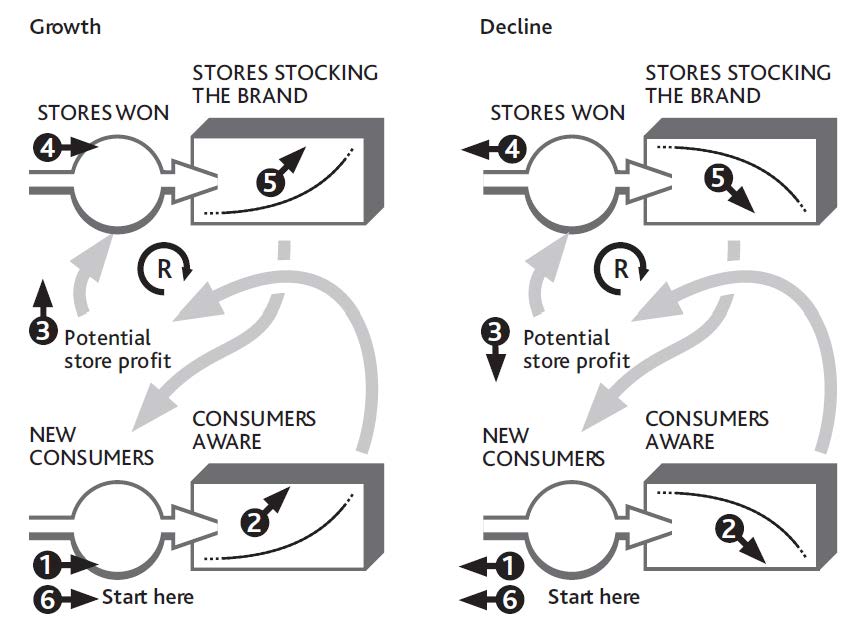 Growth
STORES STOCKING
THE BRAND
STORES WON
4
5
R
3
Potential
store profit
CONSUMERS
AWARE
NEW
CONSUMERS
2
1
6 Start here
Decline
STORES STOCKING
THE BRAND
STORES WON
4
5
R
3
Potential
store profit
CONSUMERS
AWARE
NEW
CONSUMERS
2
1
6 Start here